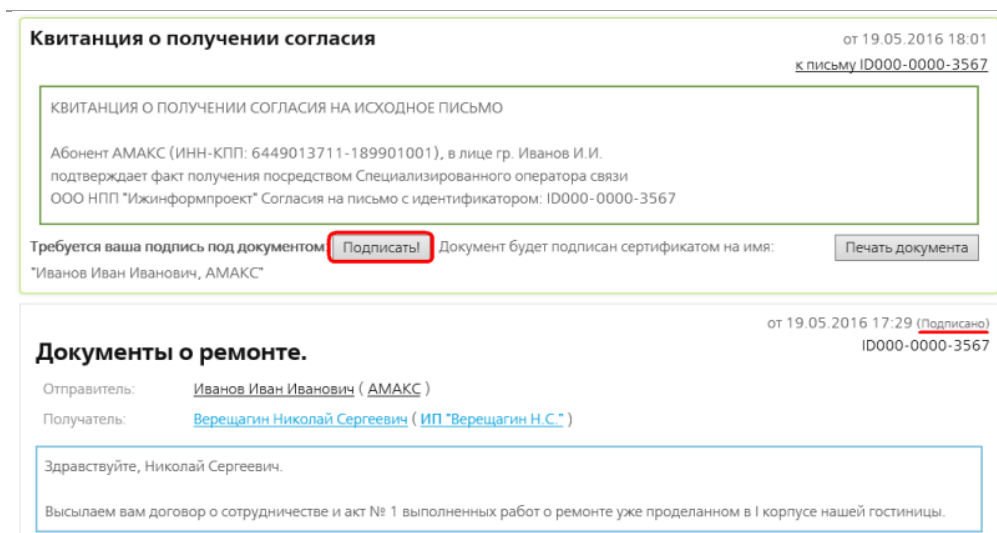 Квитанция о получении согласия
от 19.05.2016 18:01
к письму ID000-0000-3567
КВИТАНЦИЯ О ПОЛУЧЕНИИ СОГЛАСИЯ НА ИСХОДНОЕ ПИСЬМО
Абонент АМАКС (ИНН-КПП: 6449013711-189901001), в лице гр. Иванов И.И.
подтверждает факт получения посредством Специализированного оператора связи
ООО НПП "Ижинформпроект" Согласия на письмо с идентификатором: ID000-0000-3567
Требуется ваша подпись под документом: Подписать! Документ будет подписан сертификатом на имя: Печать документа
"Иванов Иван Иванович, АМАКС"
от 19.05.2016 17:29 (Подписано)
ID000-0000-3567
Документы о ремонте.
Отправитель: Иванов Иван Иванович ( АМАКС )
Получатель: Верещагин Николай Сергеевич ( ИП "Верещагин Н.С." )
Здравствуйте, Николай Сергеевич.
Высылаем вам договор о сотрудничестве и акт № 1 выполненных работ о ремонте уже проделанном в I корпусе нашей гостиницы.